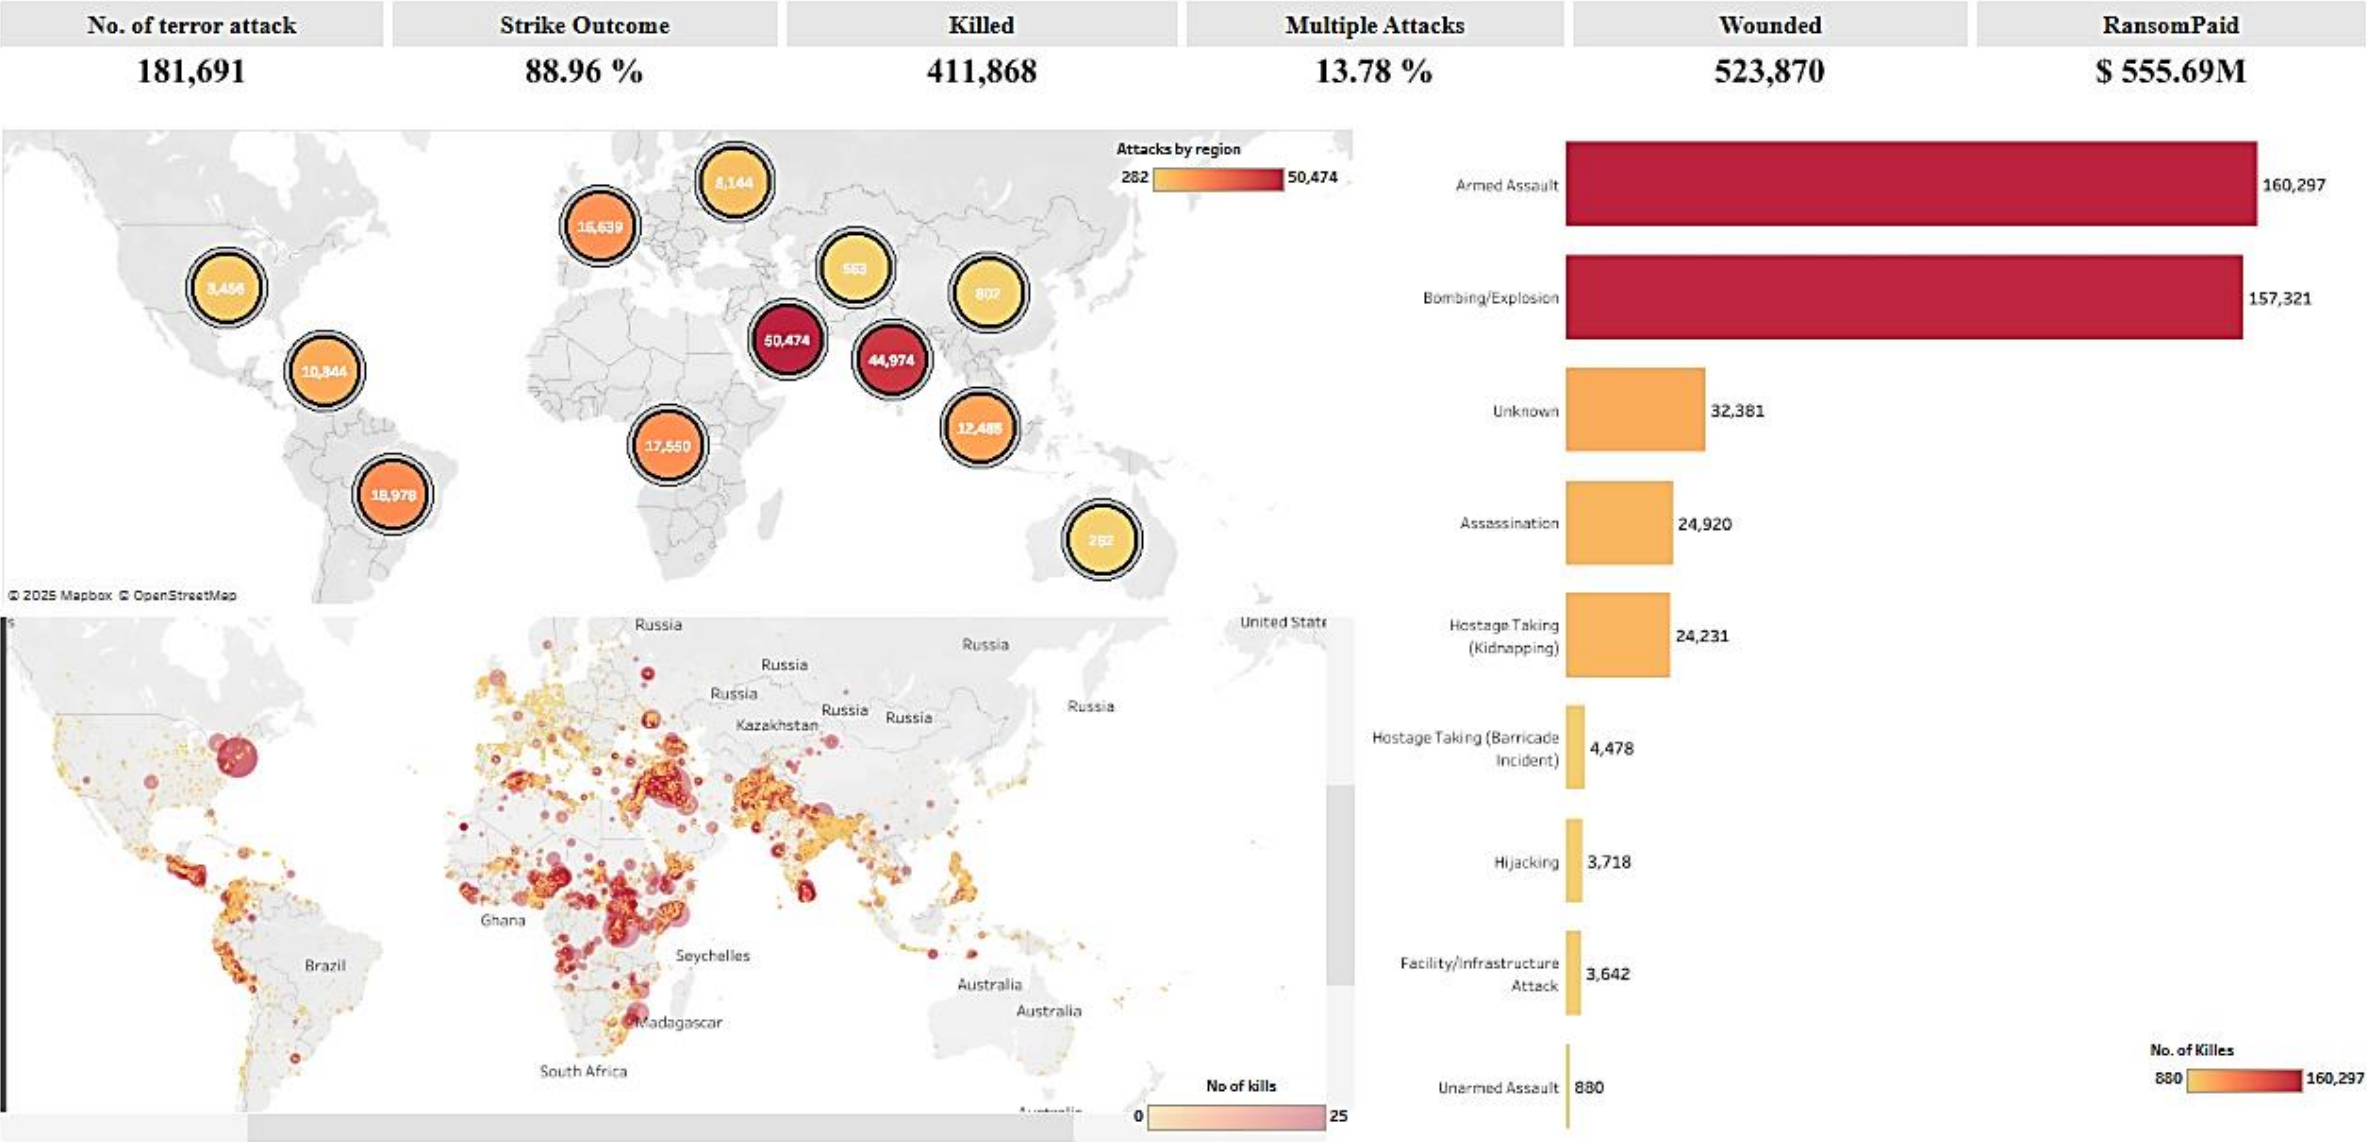 No. of terror attack
Strike Outcome
Killed
Multiple Attacks
Wounded
RansomPaid
181,691
88.96 %
411,868
13.78 %
523,870
$ 555.69M
Attacks by region
282
50,474
16,639
3,456
10,344
18,978
563
802
50,474
44,974
17,550
12,485
282
© 2025 Mapbox © OpenStreetMap
Russia
Russia
Russia
Russia
Russia
Russia
Russia
Kazakhstan
United State
Ghana
Brazil
Seychelles
Madagascar
South Africa
Australia
Australia
No of kills
0
25
Armed Assault
160,297
Bombing/Explosion
157,321
Unknown
32,381
Assassination
24,920
Hostage Taking
(Kidnapping)
24,231
Hostage Taking (Barricade
Incident)
4,478
Hijacking
3,718
Facility/Infrastructure
Attack
3,642
Unarmed Assault
880
No. of Killes
880
160,297